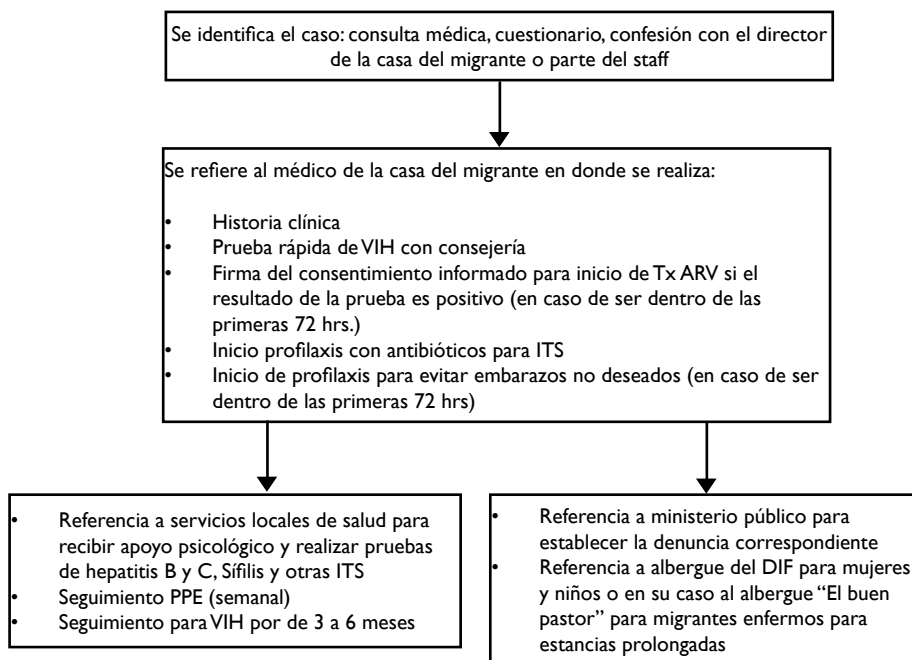 Se identifica el caso: consulta médica, cuestionario, confesión con el director
de la casa del migrante o parte del staff
Se refiere al médico de la casa del migrante en donde se realiza:
• Historia clínica
• Prueba rápida de VIH con consejería
• Firma del consentimiento informado para inicio de Tx ARV si el
resultado de la prueba es positivo (en caso de ser dentro de las
primeras 72 hrs.)
• Inicio profilaxis con antibióticos para ITS
• Inicio de profilaxis para evitar embarazos no deseados (en caso de ser
dentro de las primeras 72 hrs)
• Referencia a servicios locales de salud para
recibir apoyo psicológico y realizar pruebas
de hepatitis B y C, Sífilis y otras ITS
• Seguimiento PPE (semanal)
• Seguimiento para VIH por de 3 a 6 meses
• Referencia a ministerio público para
establecer la denuncia correspondiente
• Referencia a albergue del DIF para mujeres
y niños o en su caso al albergue “El buen
pastor” para migrantes enfermos para
estancias prolongadas